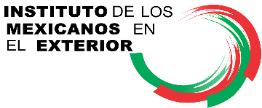 INSTITUTO DE LOS
MEXICANOS EN
EL EXTERIOR